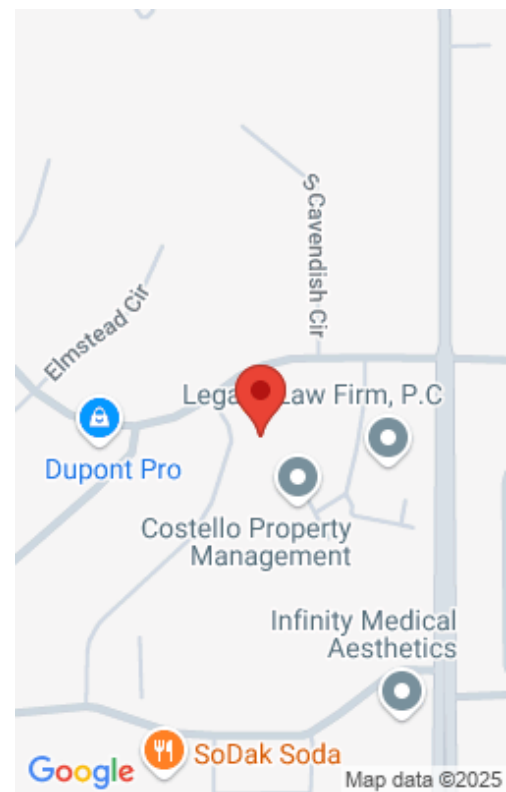 S Cavendish Cir
Elmstead Cir
Law Firm, P.C
Dupont Pro
Costello Property
Management
Infinity Medical
Aesthetics
SoDak Soda
Google
Map data ©2025